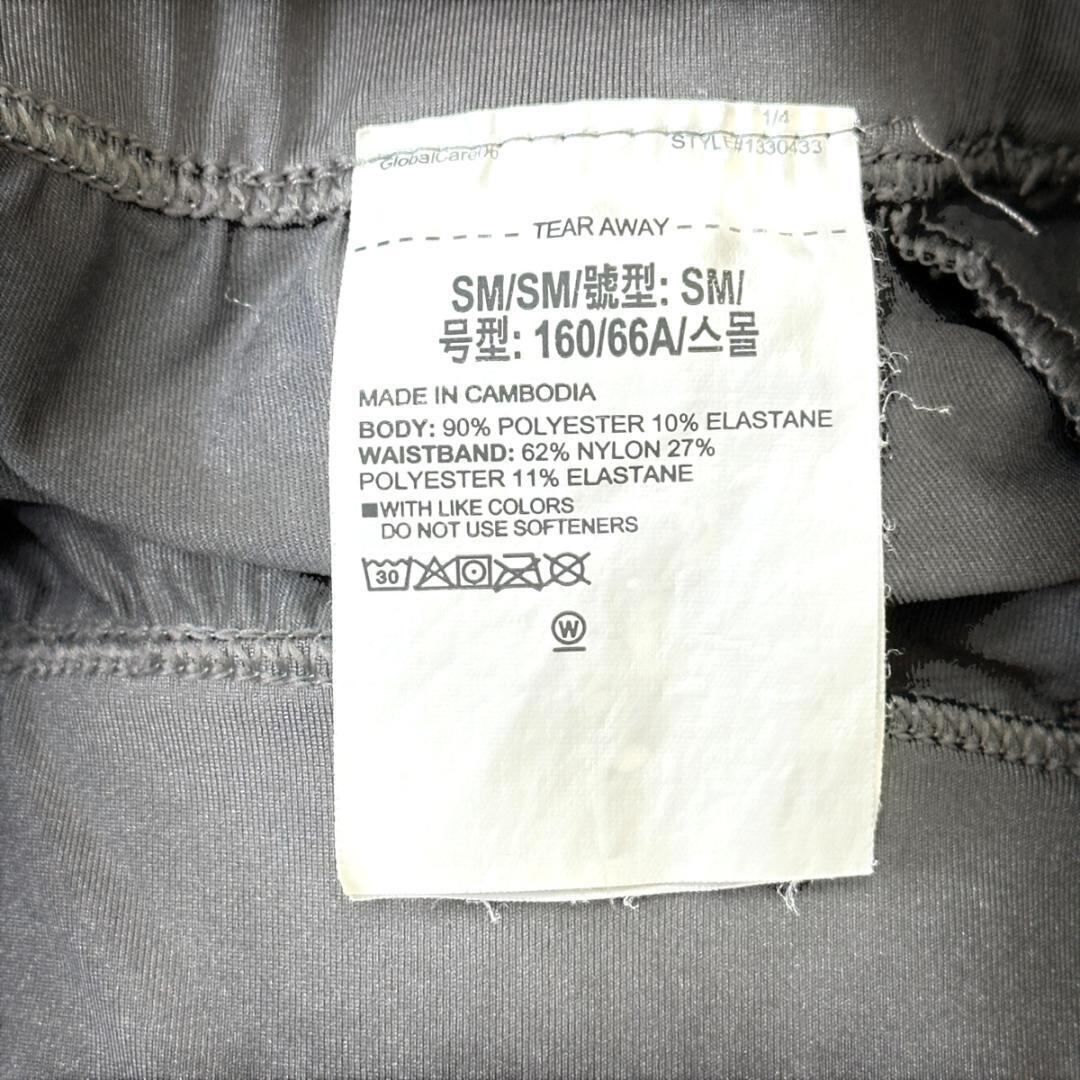 1/4
GlobalCare
STYLE#1330433
TEAR AWAY
SM/SM/號型: SM/
号型: 160/66A/스몰
MADE IN CAMBODIA
BODY: 90% POLYESTER 10% ELASTANE
WAISTBAND: 62% NYLON 27%
POLYESTER 11% ELASTANE
WITH LIKE COLORS
DO NOT USE SOFTENERS
30
W